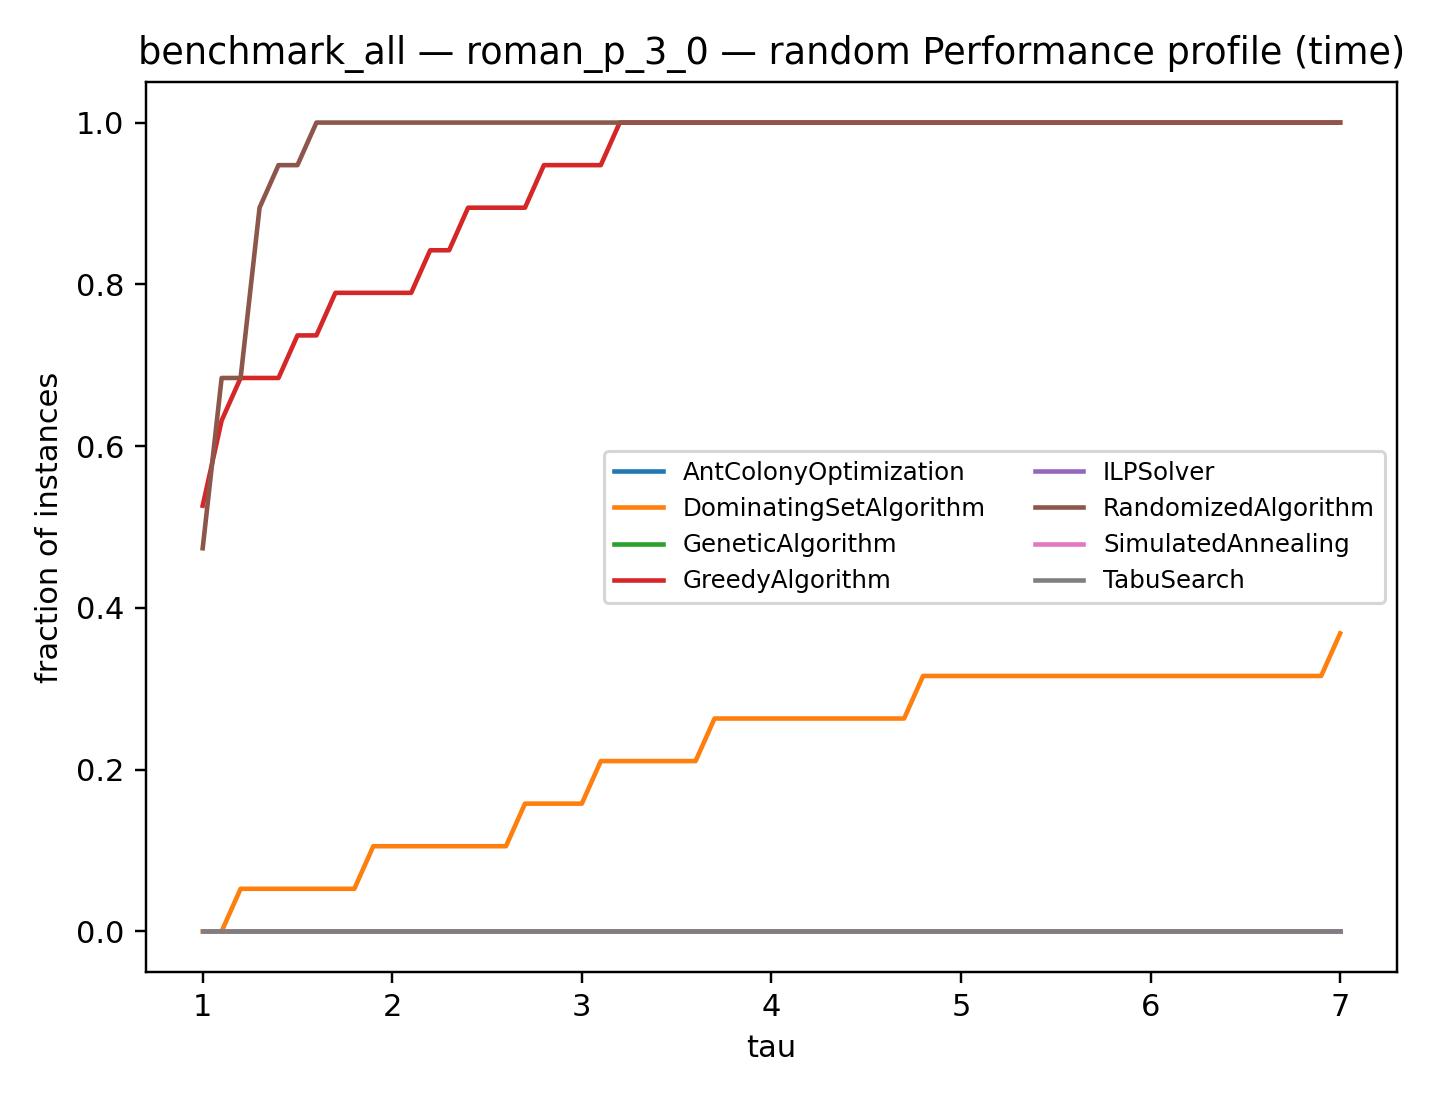 benchmark_all — roman_p_3_0 — random Performance profile (time)
1.0
0.8
0.6
0.4
0.2
0.0
fraction of instances
AntColonyOptimization
DominatingSetAlgorithm
GeneticAlgorithm
GreedyAlgorithm
ILPSolver
RandomizedAlgorithm
SimulatedAnnealing
TabuSearch
1 2 3 4 5 6 7
tau